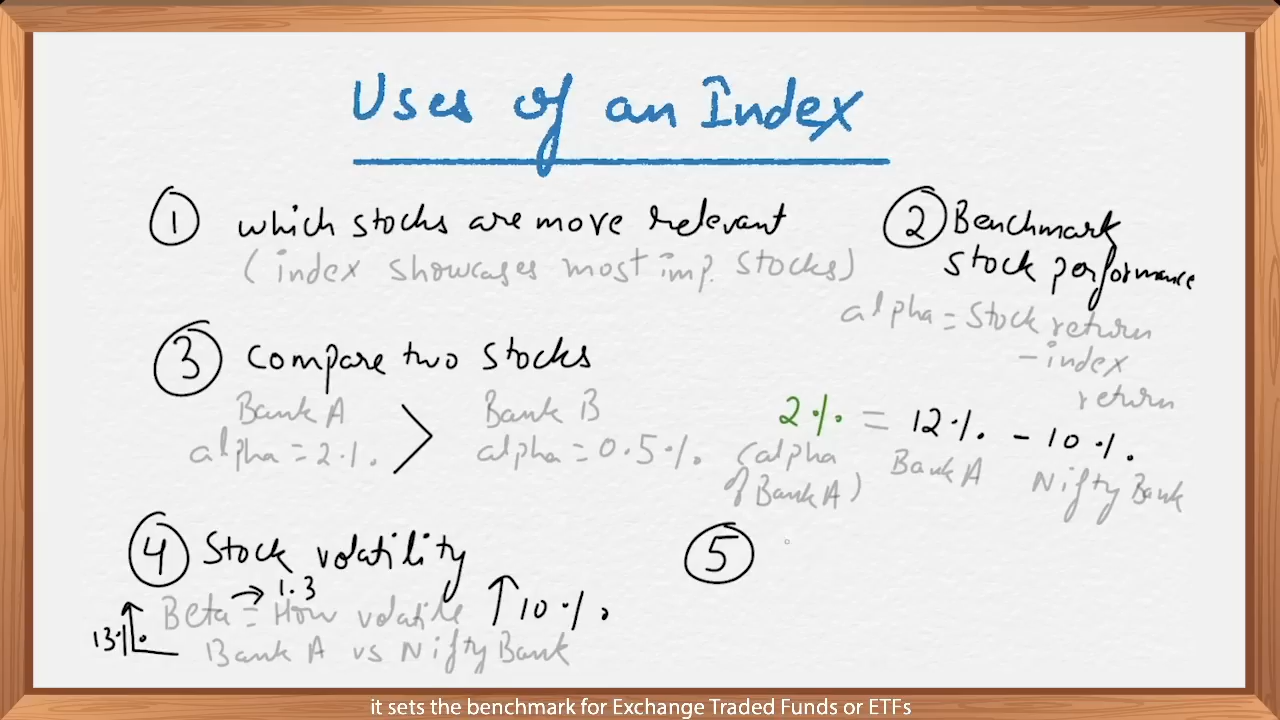 Uses of an Index
① which stocks are more relevant
(index showcases most imp. stocks)
② Benchmark
stock performance
alpha = Stock return
- index
return
③ Compare two stocks
Bank A > Bank B
alpha = 2%. alpha = 0.5%.
2%. = 12%. - 10%.
(alpha Bank A Nifty Bank
of Bank A)
④ Stock volatility
Beta → 1.3
= How volatile ↑10%.
13%. Bank A vs Nifty Bank
⑤
it sets the benchmark for Exchange Traded Funds or ETFs